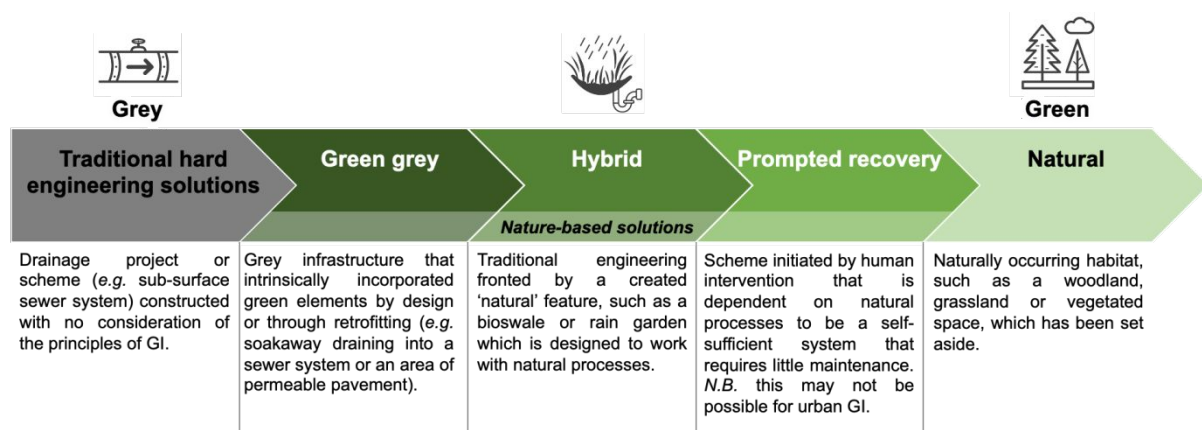 Grey
Green
Traditional hard
engineering solutions
Green grey
Hybrid
Prompted recovery
Natural
Nature-based solutions
Drainage project or
scheme (e.g. sub-surface
sewer system) constructed
with no consideration of
the principles of GI.
Grey infrastructure that
intrinsically incorporated
green elements by design
or through retrofitting (e.g.
soakaway draining into a
sewer system or an area of
permeable pavement).
Traditional engineering
fronted by a created
‘natural’ feature, such as a
bioswale or rain garden
which is designed to work
with natural processes.
Scheme initiated by human
intervention that is
dependent on natural
processes to be a self-
sufficient system that
requires little maintenance.
N.B. this may not be
possible for urban GI.
Naturally occurring habitat,
such as a woodland,
grassland or vegetated
space, which has been set
aside.